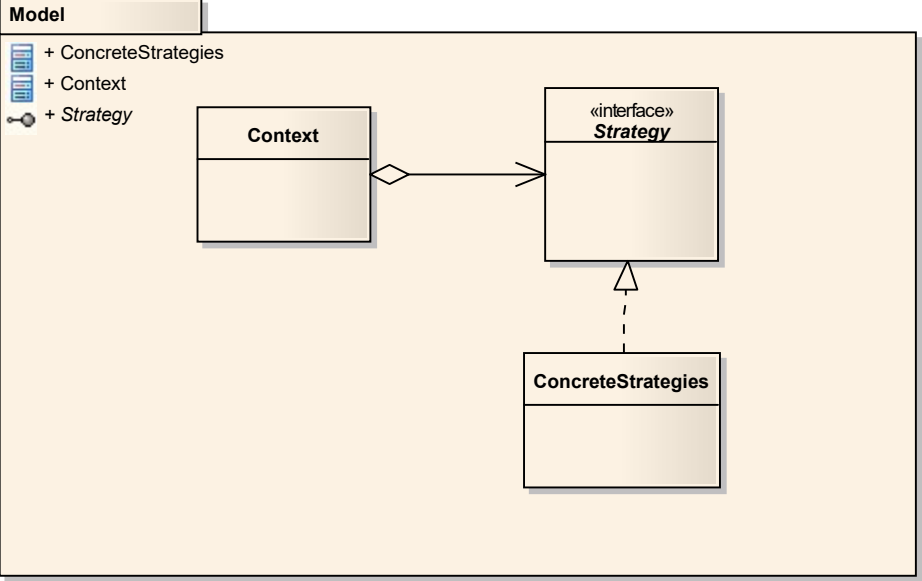 Model
+ ConcreteStrategies
+ Context
+ Strategy
Context
«interface»
Strategy
ConcreteStrategies